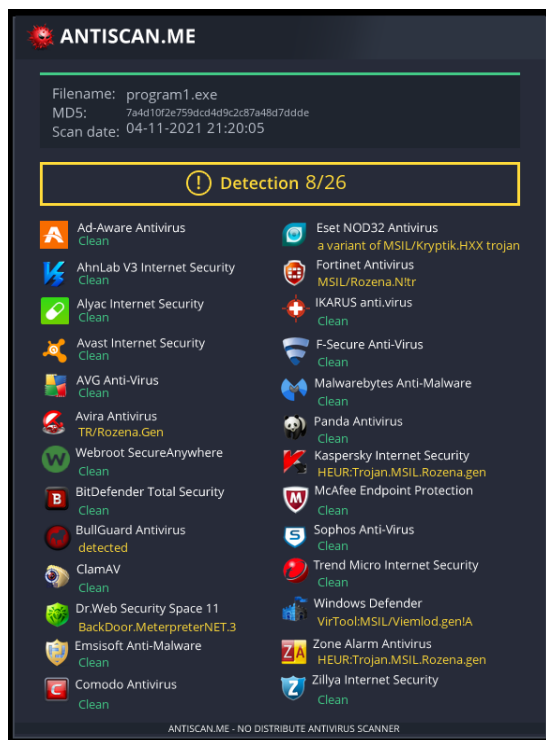 ANTISCAN.ME
Filename: program1.exe
MD5: 7a4d10f2e759dcd4d9c2c87a48d7ddde
Scan date: 04-11-2021 21:20:05
Detection 8/26
Ad-Aware Antivirus
Clean
AhnLab V3 Internet Security
Clean
Alyac Internet Security
Clean
Avast Internet Security
Clean
AVG Anti-Virus
Clean
Avira Antivirus
TR/Rozena.Gen
Webroot SecureAnywhere
Clean
BitDefender Total Security
Clean
BullGuard Antivirus
detected
ClamAV
Clean
Dr.Web Security Space 11
BackDoor.MeterpreterNET.3
Emsisoft Anti-Malware
Clean
Comodo Antivirus
Clean
Eset NOD32 Antivirus
a variant of MSIL/Kryptik.HXX trojan
Fortinet Antivirus
MSIL/Rozena.N!tr
IKARUS anti.virus
Clean
F-Secure Anti-Virus
Clean
Malwarebytes Anti-Malware
Clean
Panda Antivirus
Clean
Kaspersky Internet Security
HEUR:Trojan.MSIL.Rozena.gen
McAfee Endpoint Protection
Clean
Sophos Anti-Virus
Clean
Trend Micro Internet Security
Clean
Windows Defender
VirTool:MSIL/Viemlod.gen!A
Zone Alarm Antivirus
HEUR:Trojan.MSIL.Rozena.gen
Zillya Internet Security
Clean
ANTISCAN.ME - NO DISTRIBUTE ANTIVIRUS SCANNER